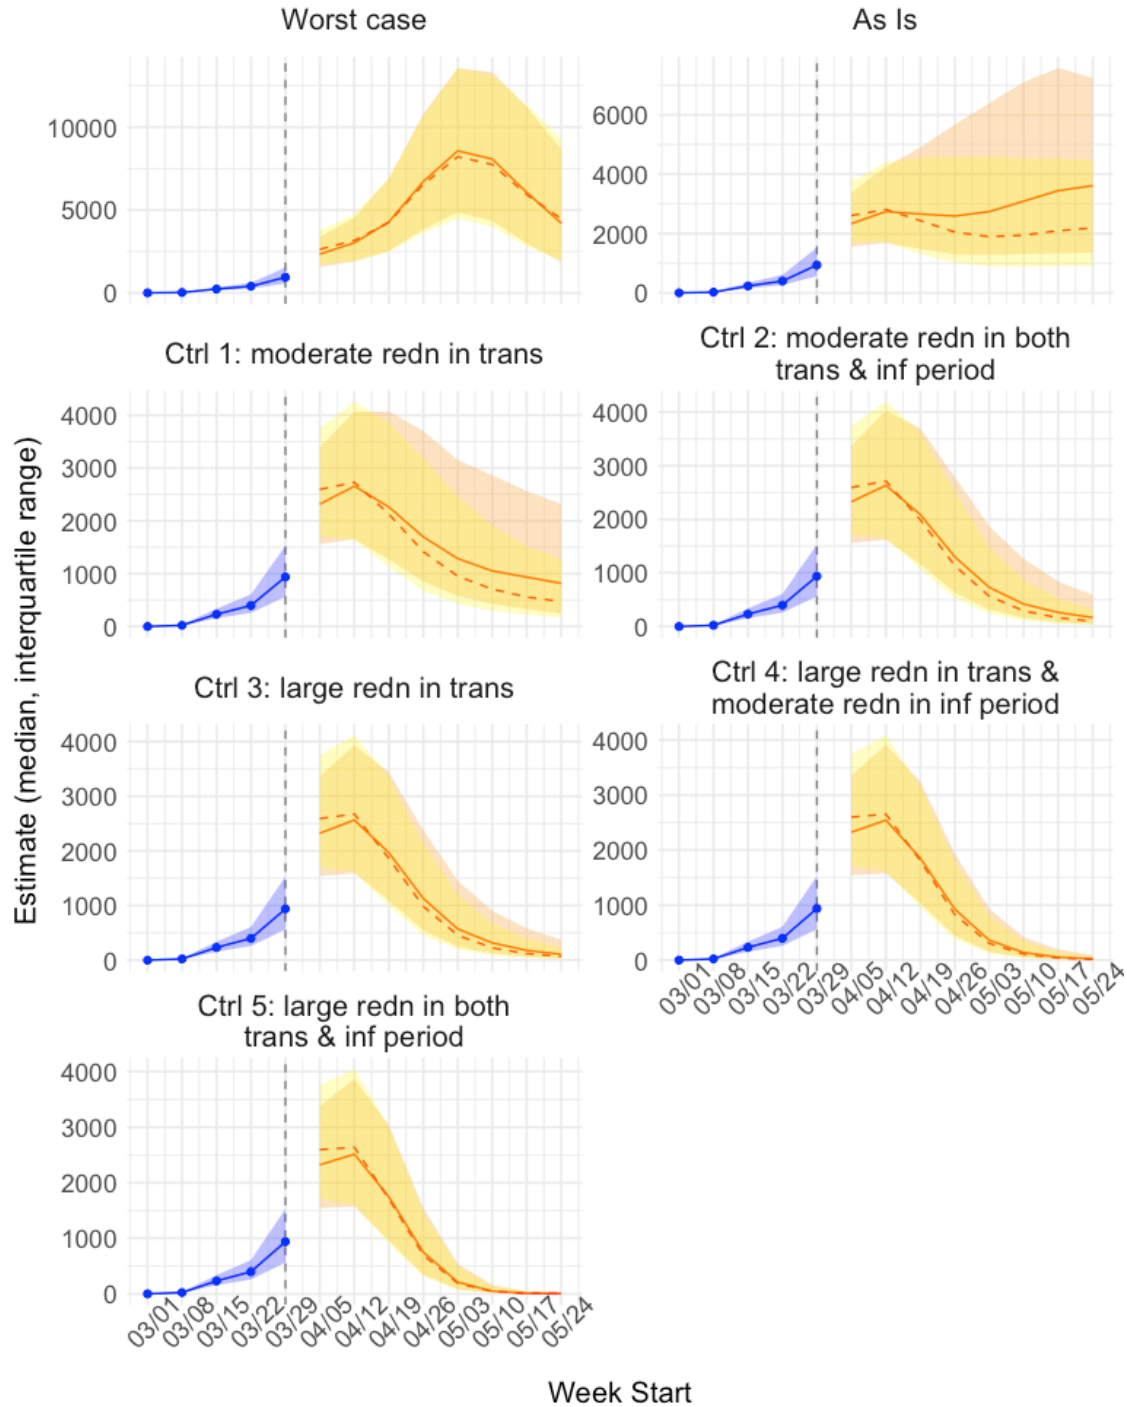 Worst case
As Is
10000
5000
0
6000
4000
2000
0
Ctrl 1: moderate redn in trans
Ctrl 2: moderate redn in both
trans & inf period
4000
3000
2000
1000
0
4000
3000
2000
1000
0
Ctrl 3: large redn in trans
Ctrl 4: large redn in trans &
moderate redn in inf period
4000
3000
2000
1000
0
4000
3000
2000
1000
0
03/01 03/08 03/15 03/22 03/29 04/05 04/12 04/19 04/26 05/03 05/10 05/17 05/24
Ctrl 5: large redn in both
trans & inf period
4000
3000
2000
1000
0
03/01 03/08 03/15 03/22 03/29 04/05 04/12 04/19 04/26 05/03 05/10 05/17 05/24
Estimate (median, interquartile range)
Week Start